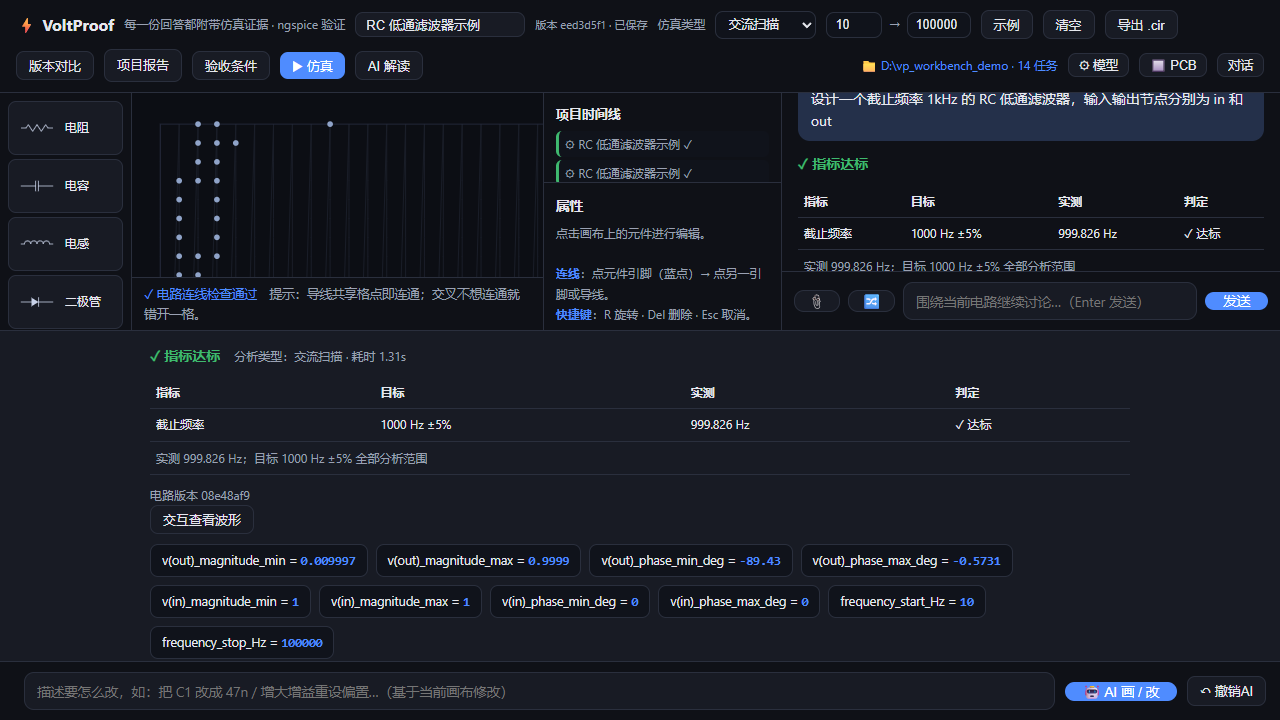 VoltProof 每一份回答都附带仿真证据 · ngspice 验证 RC 低通滤波器示例 版本 eed3d5f1 · 已保存 仿真类型 交流扫描 10 → 100000 示例 清空 导出 .cir
版本对比 项目报告 验收条件 ▶ 仿真 AI 解读 D:\vp_workbench_demo · 14 任务 ⚙ 模型 PCB 对话
电阻
电容
电感
二极管
✓ 电路连线检查通过 提示：导线共享格点即连通；交叉不想连通就
错开一格。
项目时间线
⚙ RC 低通滤波器示例 ✓
⚙ RC 低通滤波器示例 ✓
属性
点击画布上的元件进行编辑。
连线：点元件引脚（蓝点）→ 点另一引
脚或导线。
快捷键：R 旋转 · Del 删除 · Esc 取消。
设计一个截止频率 1kHz 的 RC 低通滤波器，输入输出节点分别为 in 和
out
✓ 指标达标
指标 目标 实测 判定
截止频率 1000 Hz ±5% 999.826 Hz ✓ 达标
实测 999.826 Hz；目标 1000 Hz ±5% 全部分析范围
围绕当前电路继续讨论…（Enter 发送） 发送
✓ 指标达标 分析类型：交流扫描 · 耗时 1.31s
指标 目标 实测 判定
截止频率 1000 Hz ±5% 999.826 Hz ✓ 达标
实测 999.826 Hz；目标 1000 Hz ±5% 全部分析范围
电路版本 08e48af9
交互查看波形
v(out)_magnitude_min = 0.009997 v(out)_magnitude_max = 0.9999 v(out)_phase_min_deg = -89.43 v(out)_phase_max_deg = -0.5731
v(in)_magnitude_min = 1 v(in)_magnitude_max = 1 v(in)_phase_min_deg = 0 v(in)_phase_max_deg = 0 frequency_start_Hz = 10
frequency_stop_Hz = 100000
描述要怎么改，如：把 C1 改成 47n / 增大增益重设偏置…（基于当前画布修改） AI 画 / 改 ↶ 撤销AI